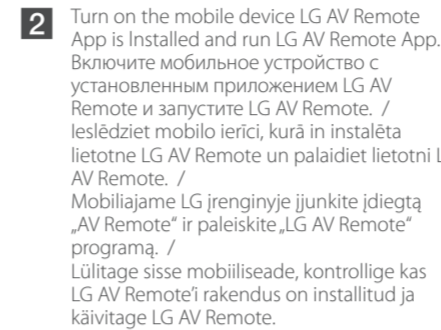 2
Turn on the mobile device LG AV Remote
App is Installed and run LG AV Remote App.
Включите мобильное устройство с
установленным приложением LG AV
Remote и запустите LG AV Remote. /
Ieslēdziet mobilo ierīci, kurā in instalēta
lietotne LG AV Remote un palaidiet lietotni L
AV Remote. /
Mobiliajame LG įrenginyje įjunkite įdiegtą
„AV Remote“ ir paleiskite „LG AV Remote“
programą. /
Lülitage sisse mobiiliseade, kontrollige kas
LG AV Remote’i rakendus on installitud ja
käivitage LG AV Remote.